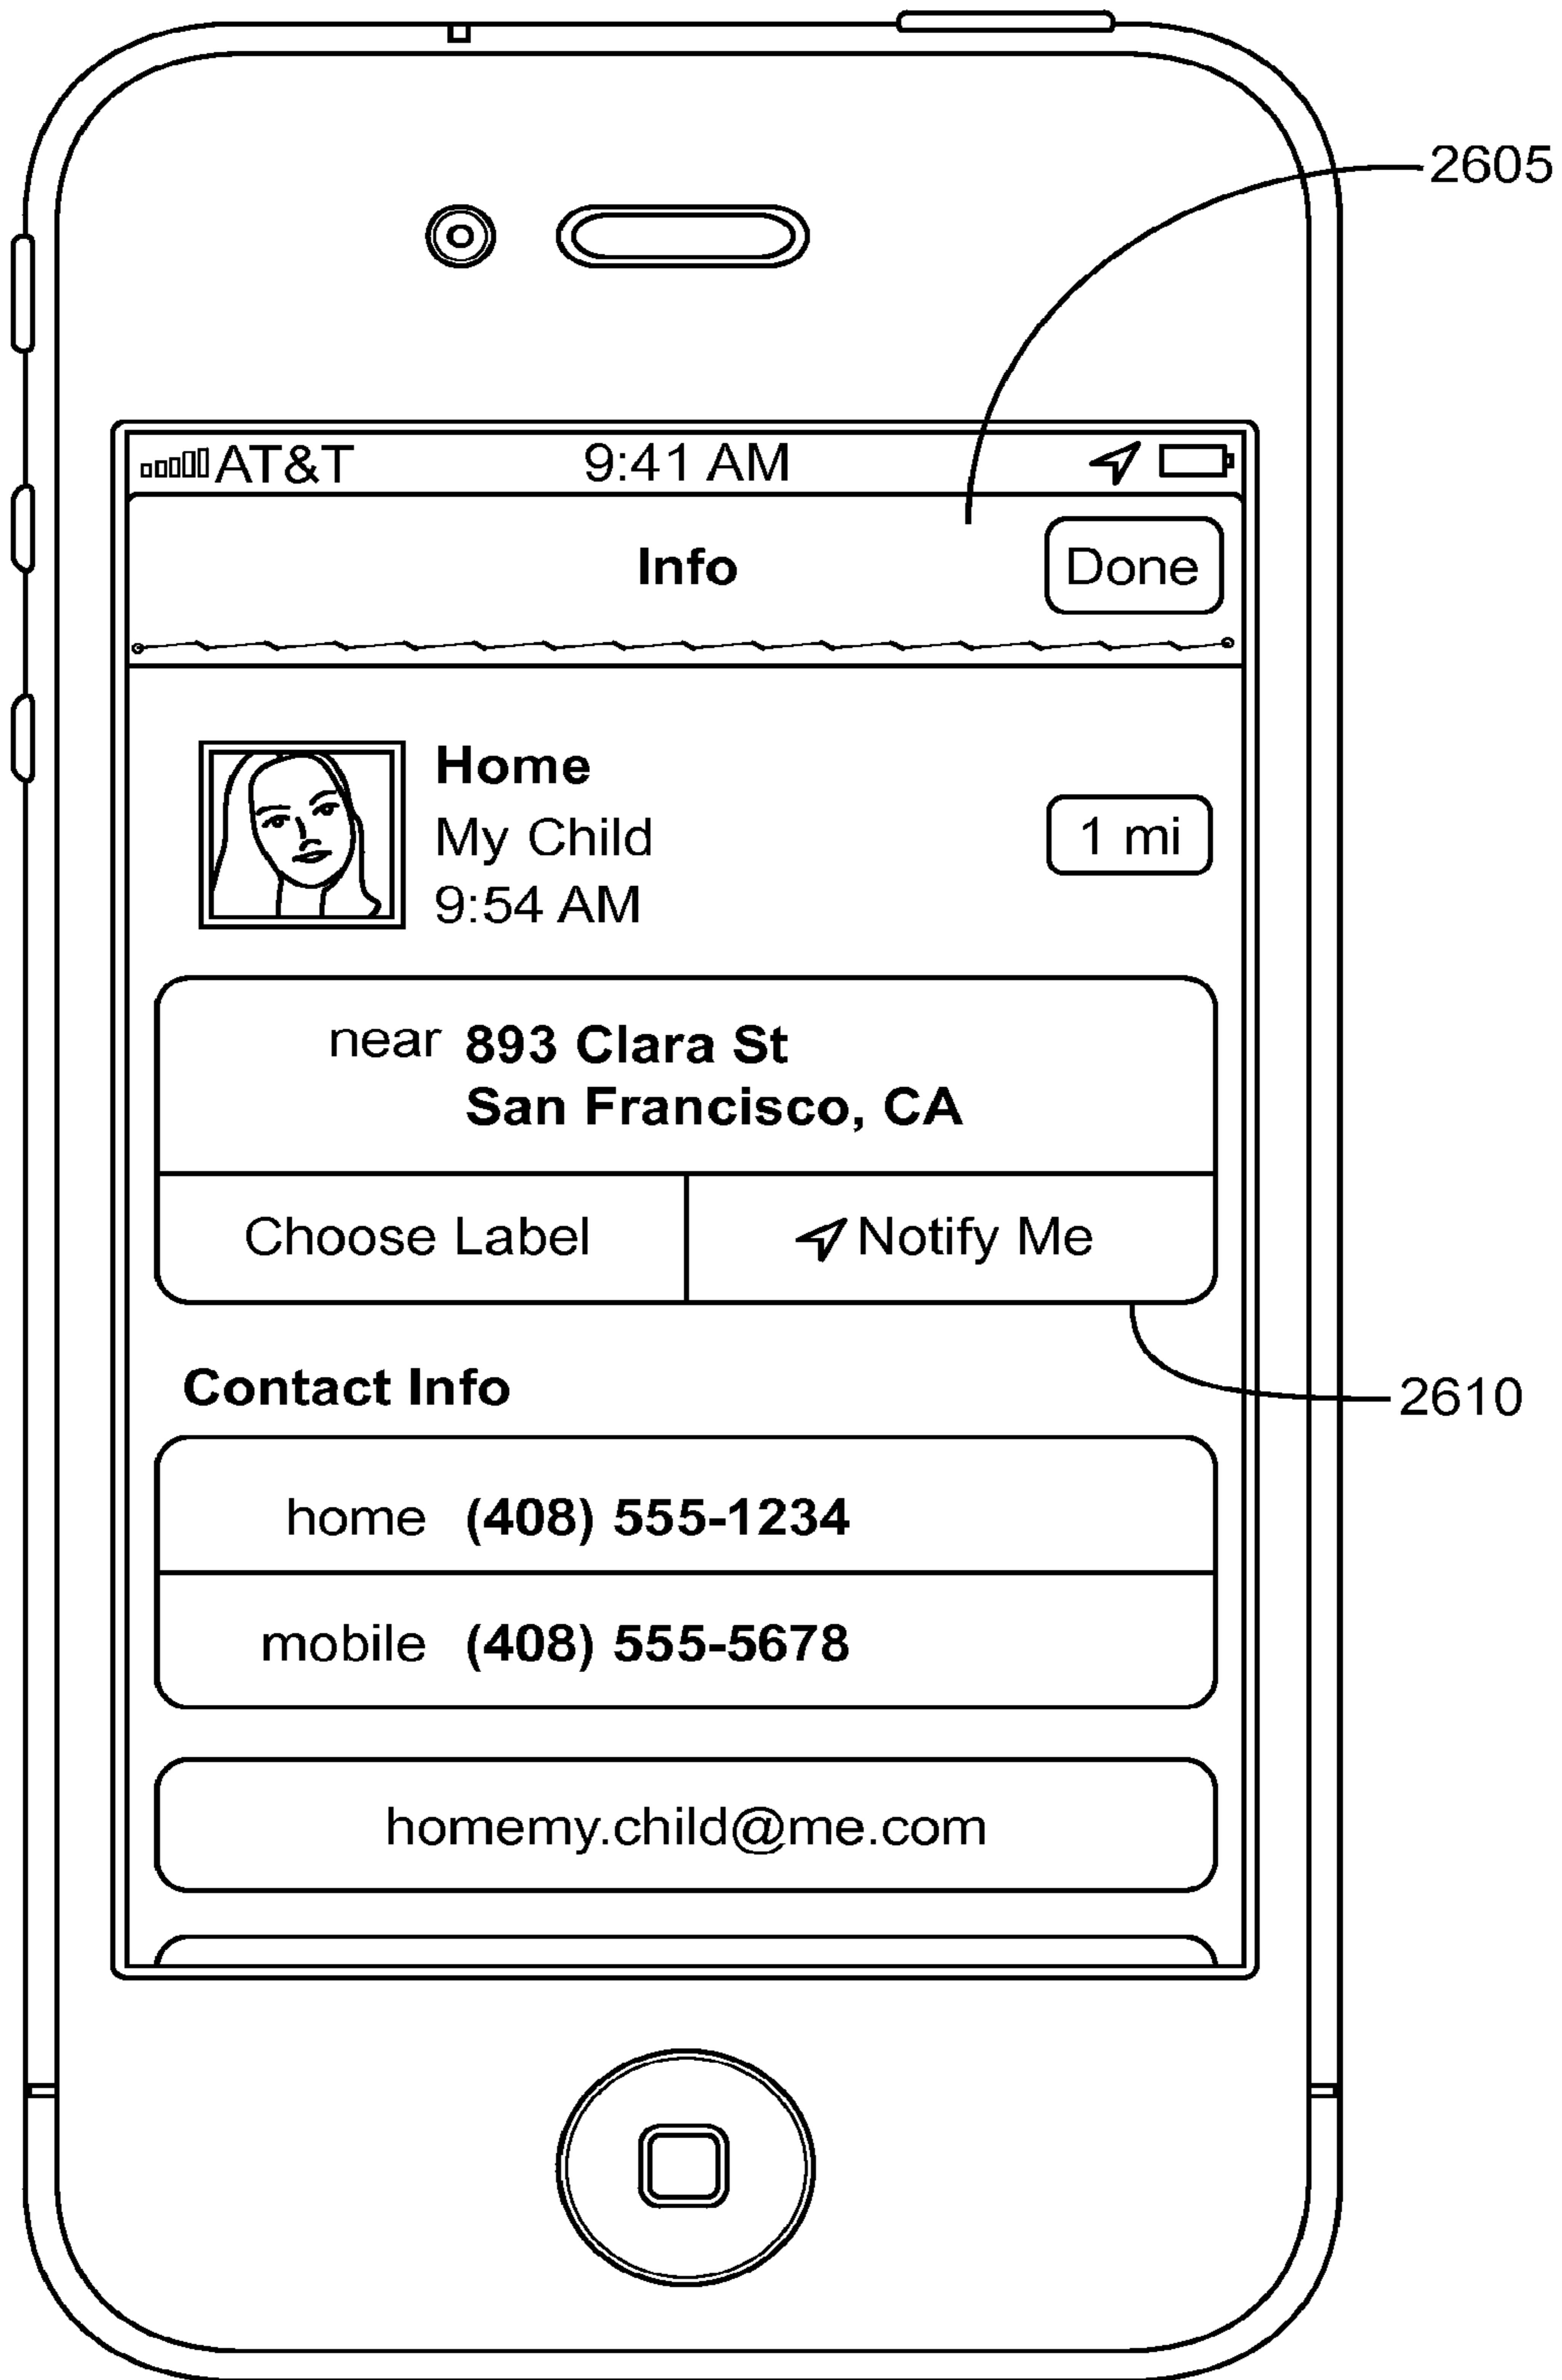 2605
AT&T 9:41 AM
Info Done
Home
My Child 1 mi
9:54 AM
near 893 Clara St
San Francisco, CA
Choose Label Notify Me
2610
Contact Info
home (408) 555-1234
mobile (408) 555-5678
homemy.child@me.com